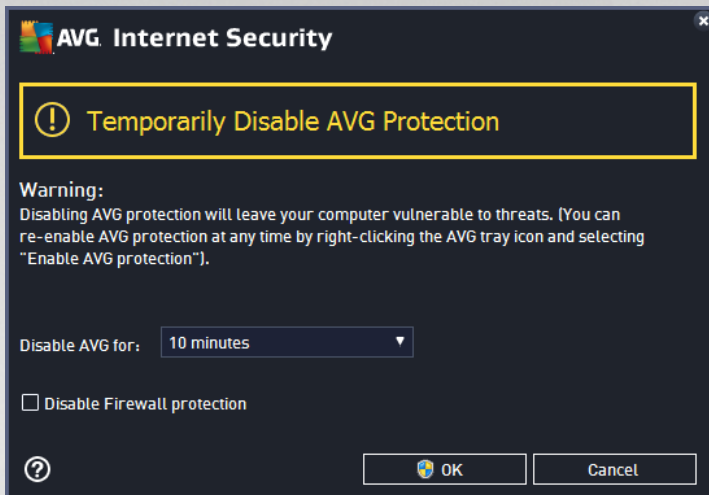 AVG. Internet Security
Temporarily Disable AVG Protection
Warning:
Disabling AVG protection will leave your computer vulnerable to threats. (You can
re-enable AVG protection at any time by right-clicking the AVG tray icon and selecting
"Enable AVG protection").
Disable AVG for: 10 minutes
Disable Firewall protection
OK Cancel